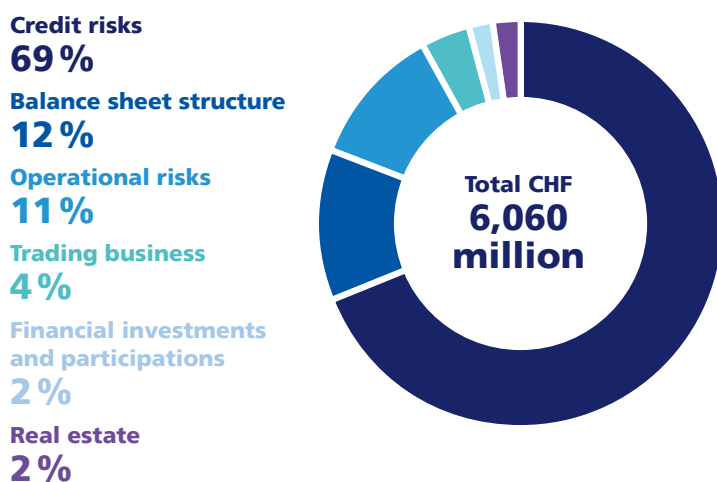 Credit risks
69 %
Balance sheet structure
12 %
Operational risks
11 %
Trading business
4 %
Financial investments
and participations
2 %
Real estate
2 %
Total CHF
6,060
million